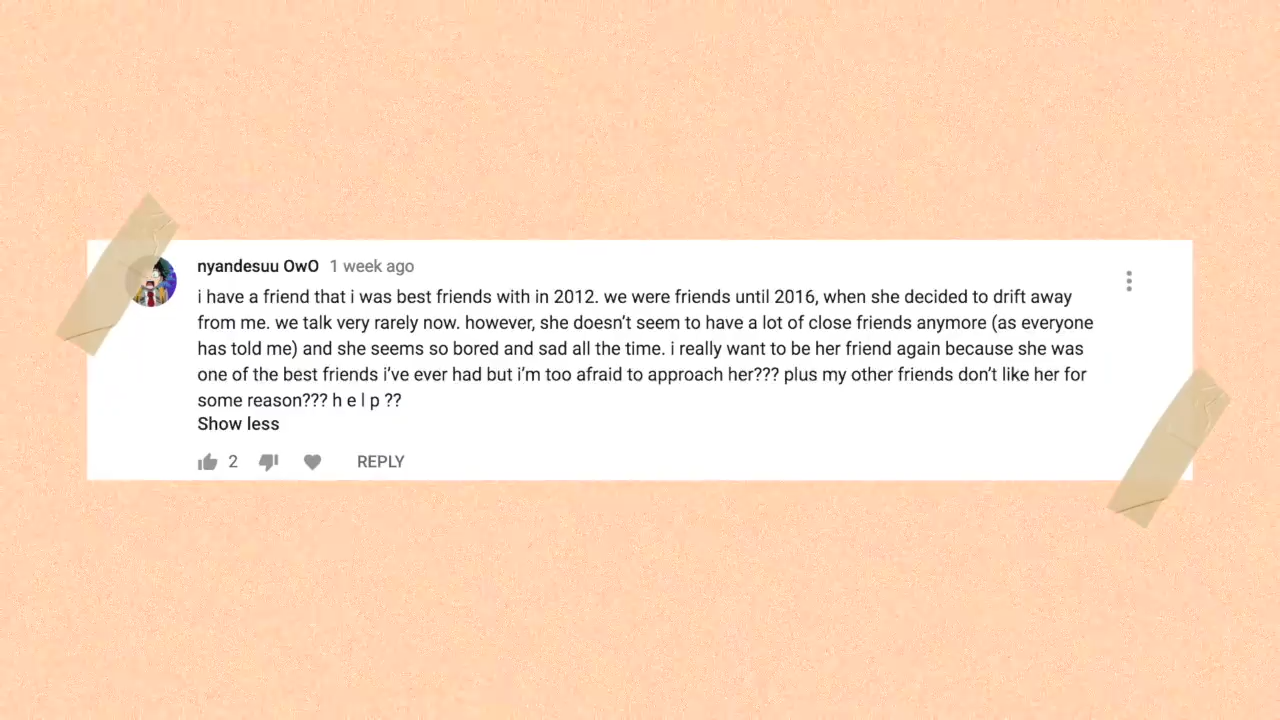 nyandesuu OwO 1 week ago
i have a friend that i was best friends with in 2012. we were friends until 2016, when she decided to drift away
from me. we talk very rarely now. however, she doesn't seem to have a lot of close friends anymore (as everyone
has told me) and she seems so bored and sad all the time. i really want to be her friend again because she was
one of the best friends i've ever had but i'm too afraid to approach her??? plus my other friends don't like her for
some reason??? h e l p ??
Show less
2 REPLY